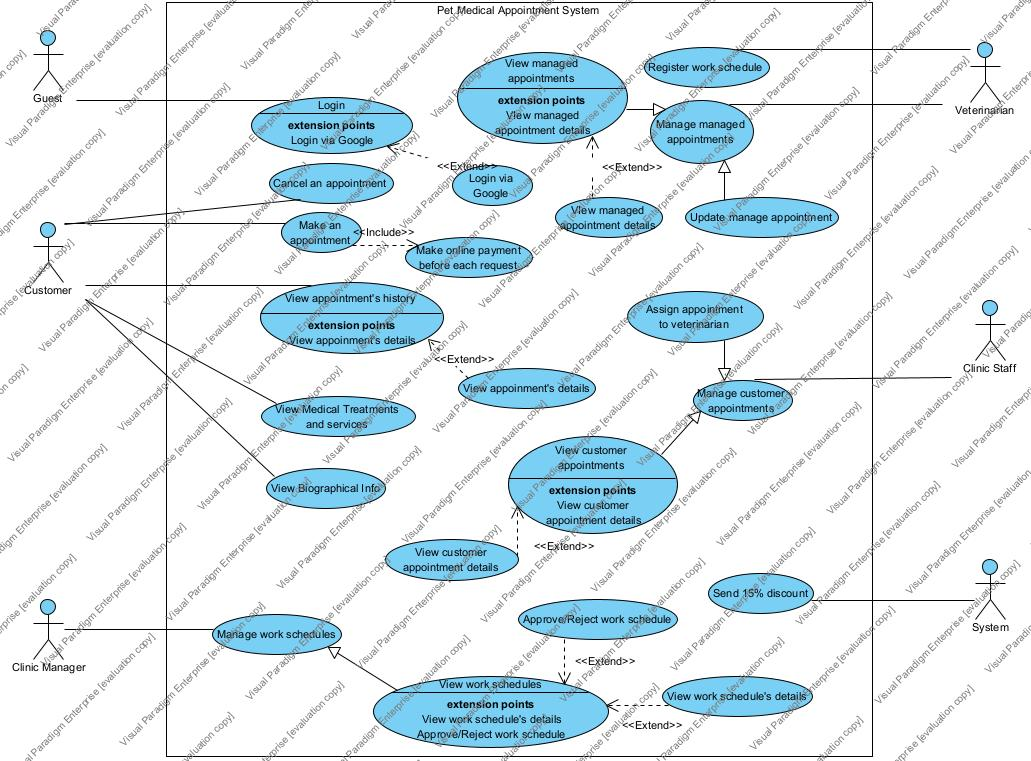 Pet Medical Appointment System
Guest
Veterinarian
Customer
Clinic Staff
Clinic Manager
System
Login
extension points
Login via Google
View managed
appointments
extension points
View managed
appointment details
Register work schedule
Manage managed
appointments
<<Extend>>
Login via
Google
<<Extend>>
Cancel an appointment
Make an
appointment
<<Include>>
Make online payment
before each request
View managed
appointment details
Update manage appointment
View appointment's history
extension points
View appoinment's details
<<Extend>>
View appoinment's details
Assign appointment
to veterinarian
Manage customer
appointments
View Medical Treatments
and services
View customer
appointments
extension points
View customer
appointment details
View Biographical Info
<<Extend>>
View customer
appointment details
Send 15% discount
Approve/Reject work schedule
Manage work schedules
<<Extend>>
View work schedules
extension points
View work schedule's details
Approve/Reject work schedule
View work schedule's details
<<Extend>>
Visual Paradigm Enterprise [evaluation copy]